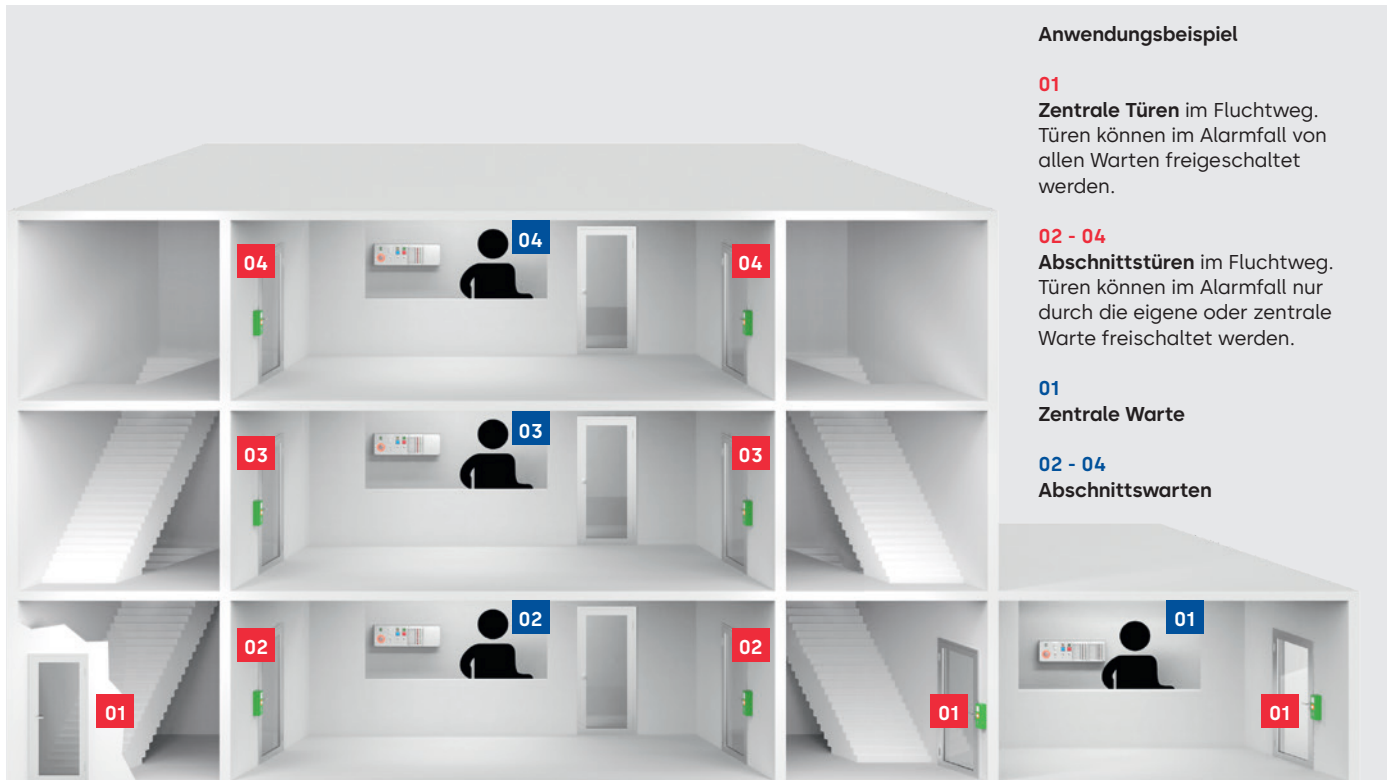 Anwendungsbeispiel
01
Zentrale Türen im Fluchtweg.
Türen können im Alarmfall von
allen Warten freigeschaltet
werden.
02 - 04
Abschnittstüren im Fluchtweg.
Türen können im Alarmfall nur
durch die eigene oder zentrale
Warte freischaltet werden.
01
Zentrale Warte
02 - 04
Abschnittswarten
04
04
04
03
03
03
02
02
02
01
01
01
01